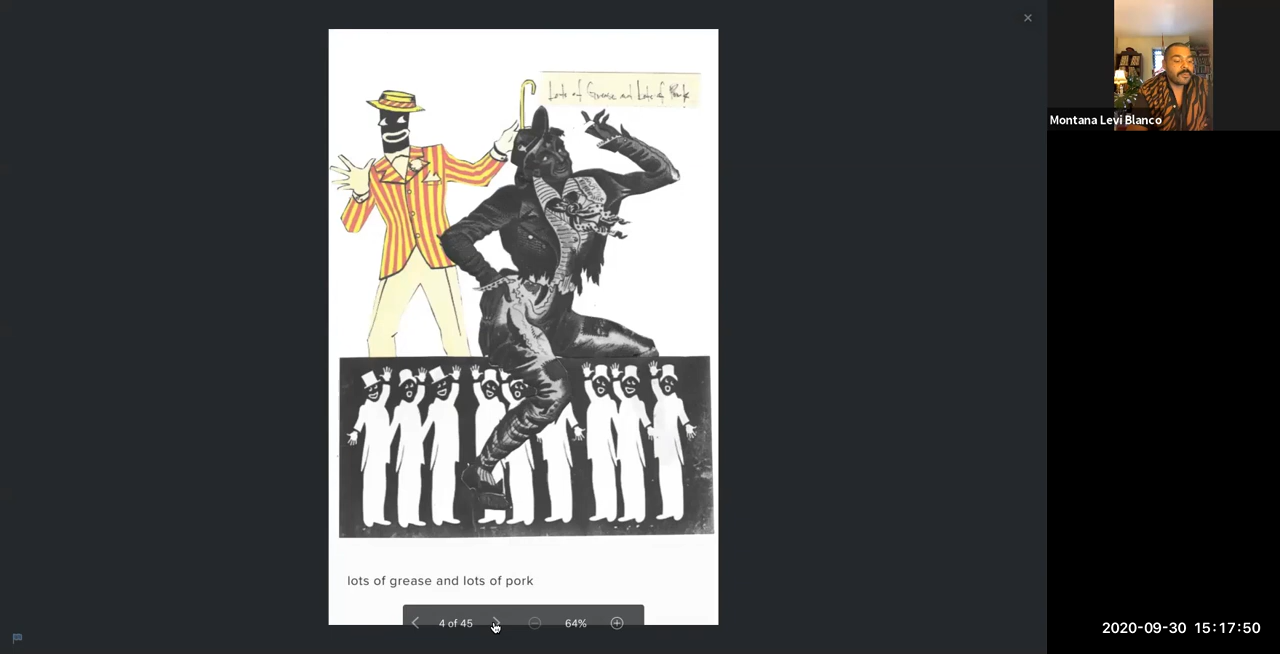 Lots of Grease and Lots of Pork
Montana Levi Blanco
lots of grease and lots of pork
4 of 45
64%
2020-09-30 15:17:50